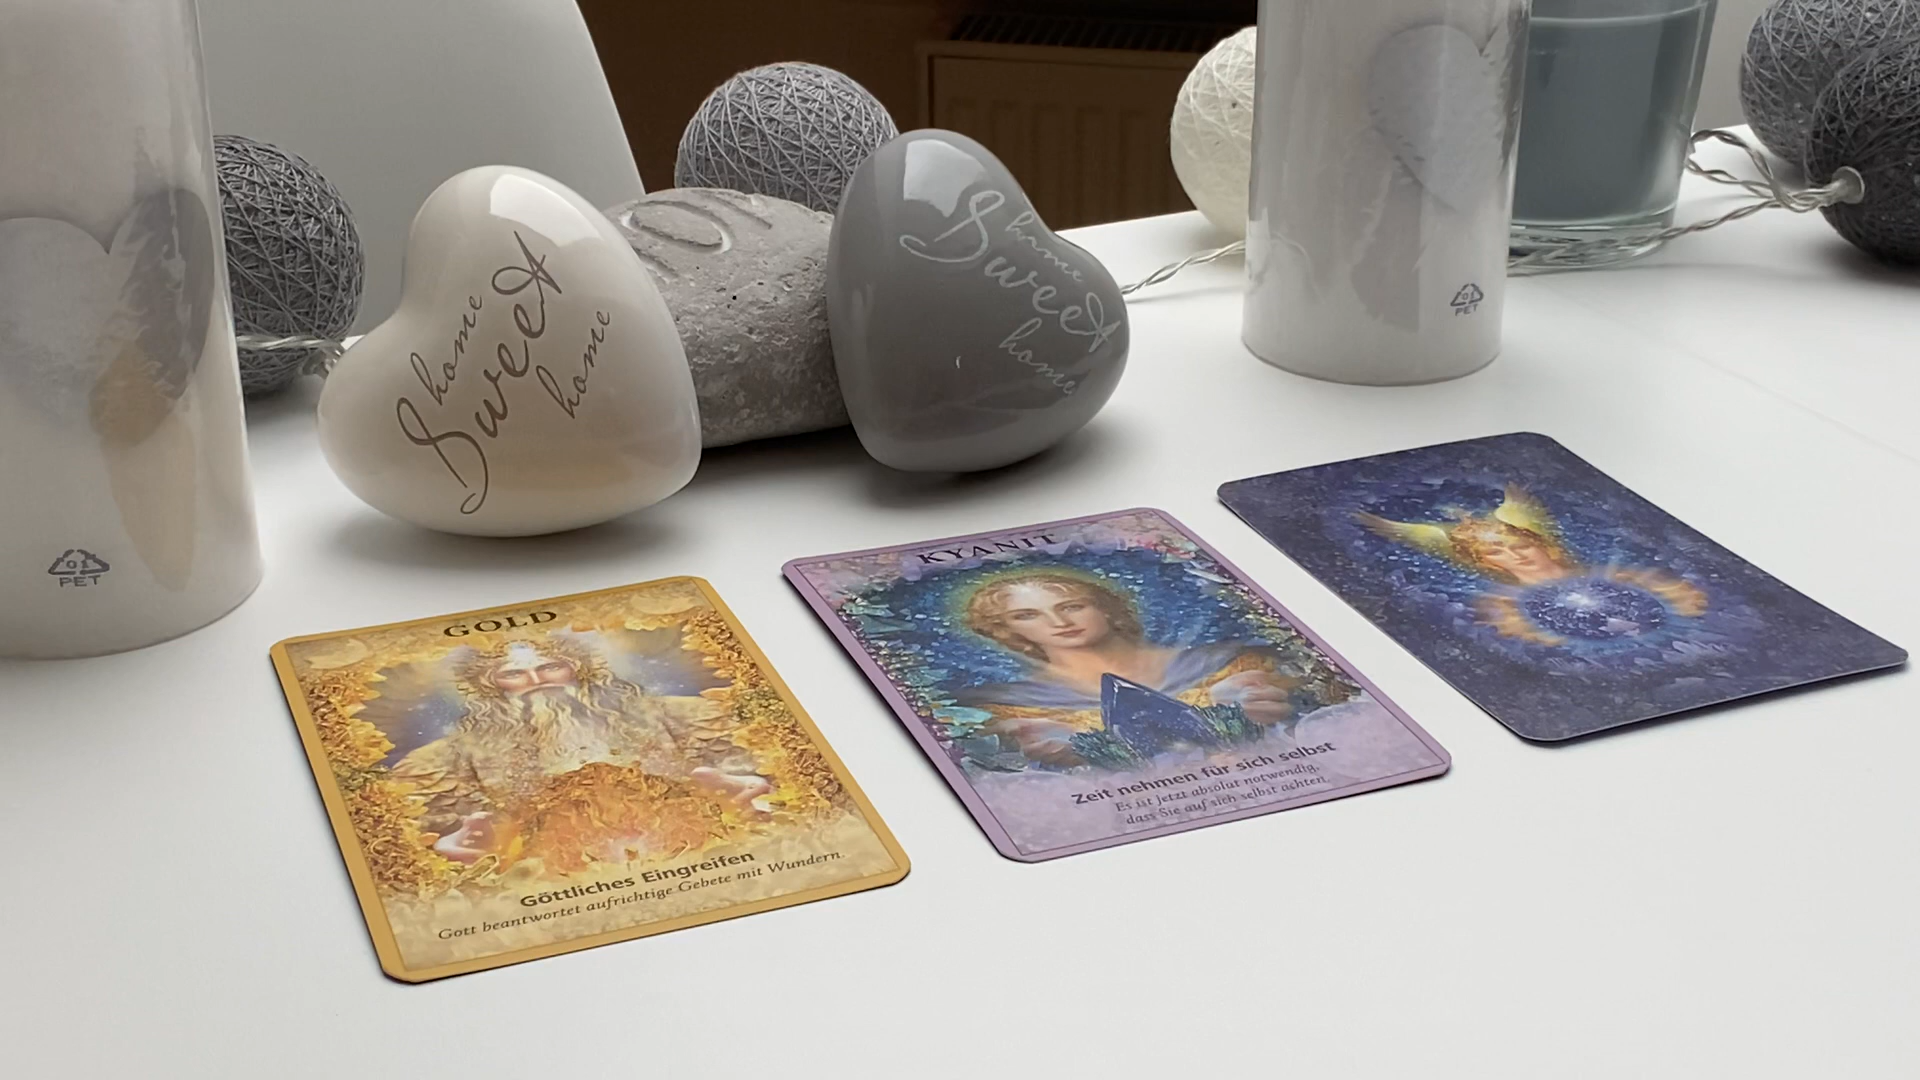 home
Sweet
home
home
Sweet
home
01
PET
01
PET
GOLD
Göttliches Eingreifen
Gott beantwortet aufrichtige Gebete mit Wundern.
KYANIT
Zeit nehmen für sich selbst
Es ist jetzt absolut notwendig,
dass Sie auf sich selbst achten.